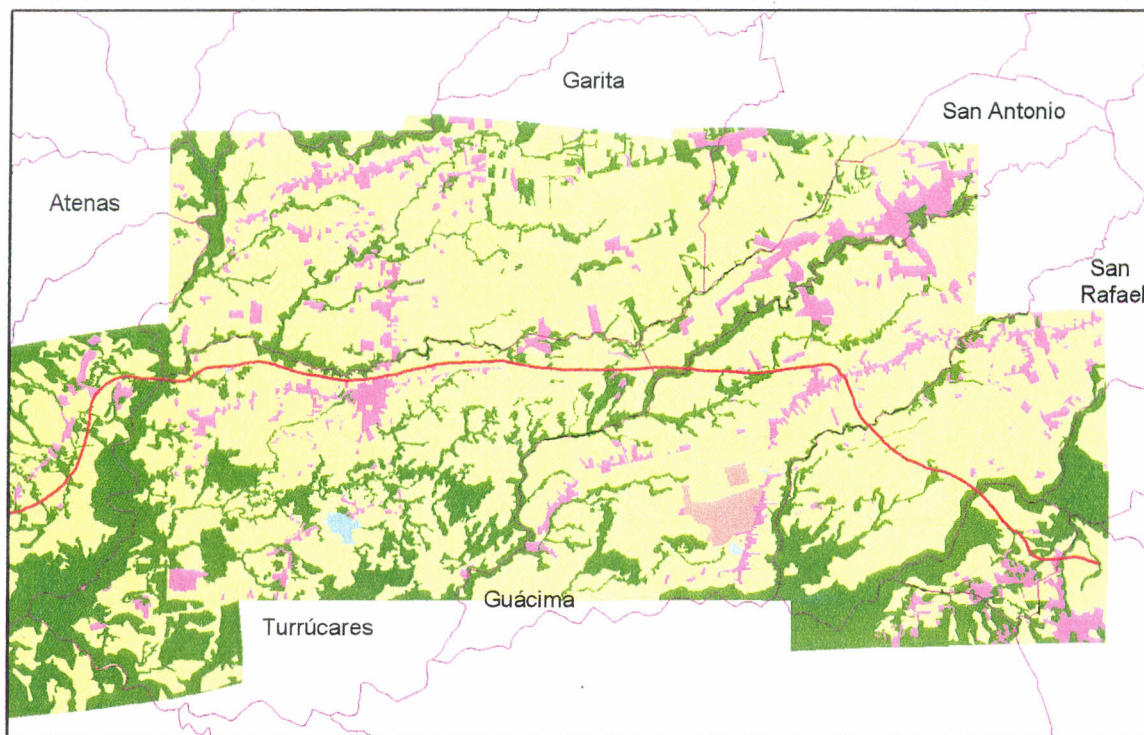 Garita
San Antonio
Atenas
San
Rafael
Guácima
Turrúcares